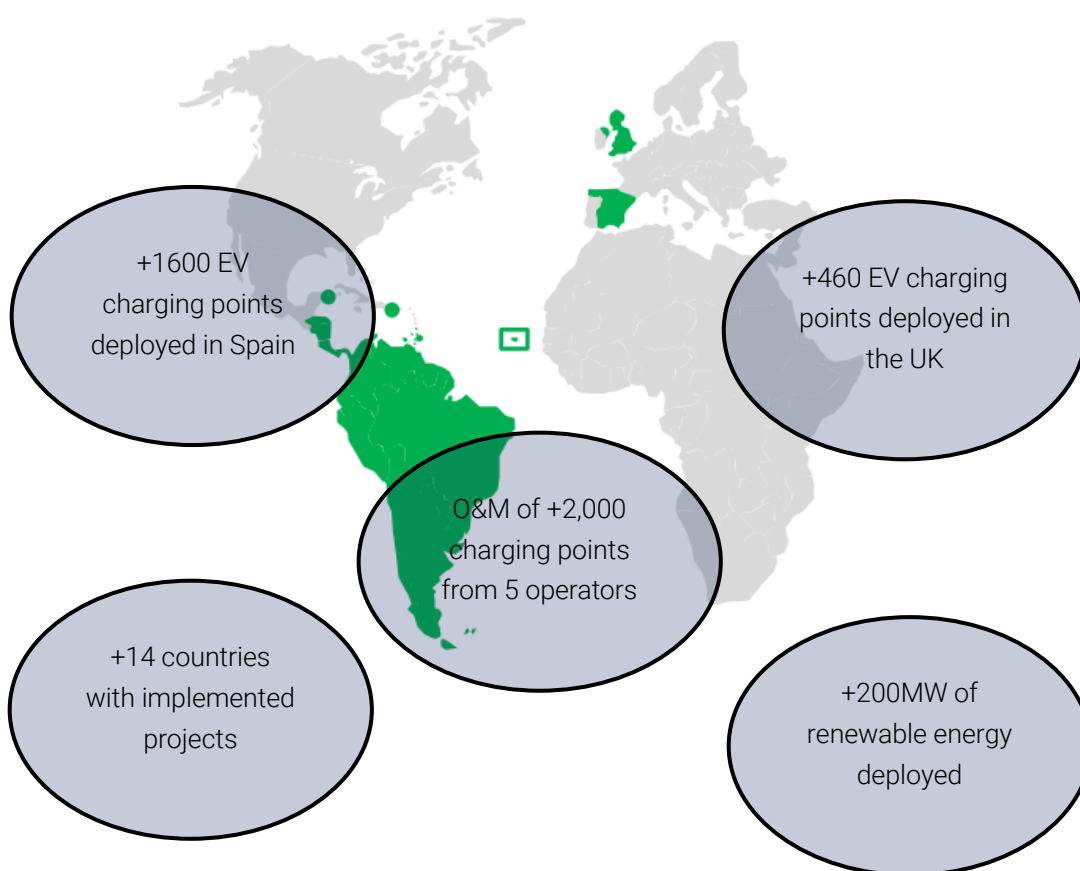 +1600 EV
charging points
deployed in Spain
+460 EV charging
points deployed in
the UK
O&M of +2,000
charging points
from 5 operators
+14 countries
with implemented
projects
+200MW of
renewable energy
deployed